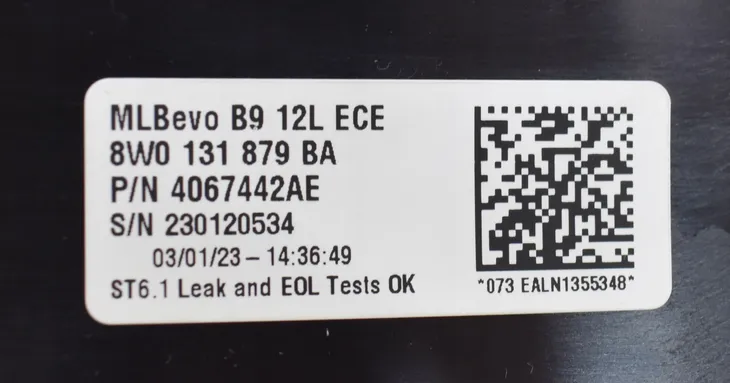 MLBevo B9 12L ECE
8W0 131 879 BA
P/N 4067442AE
S/N 230120534
03/01/23 – 14:36:49
ST6.1 Leak and EOL Tests OK
*073 EALN1355348*